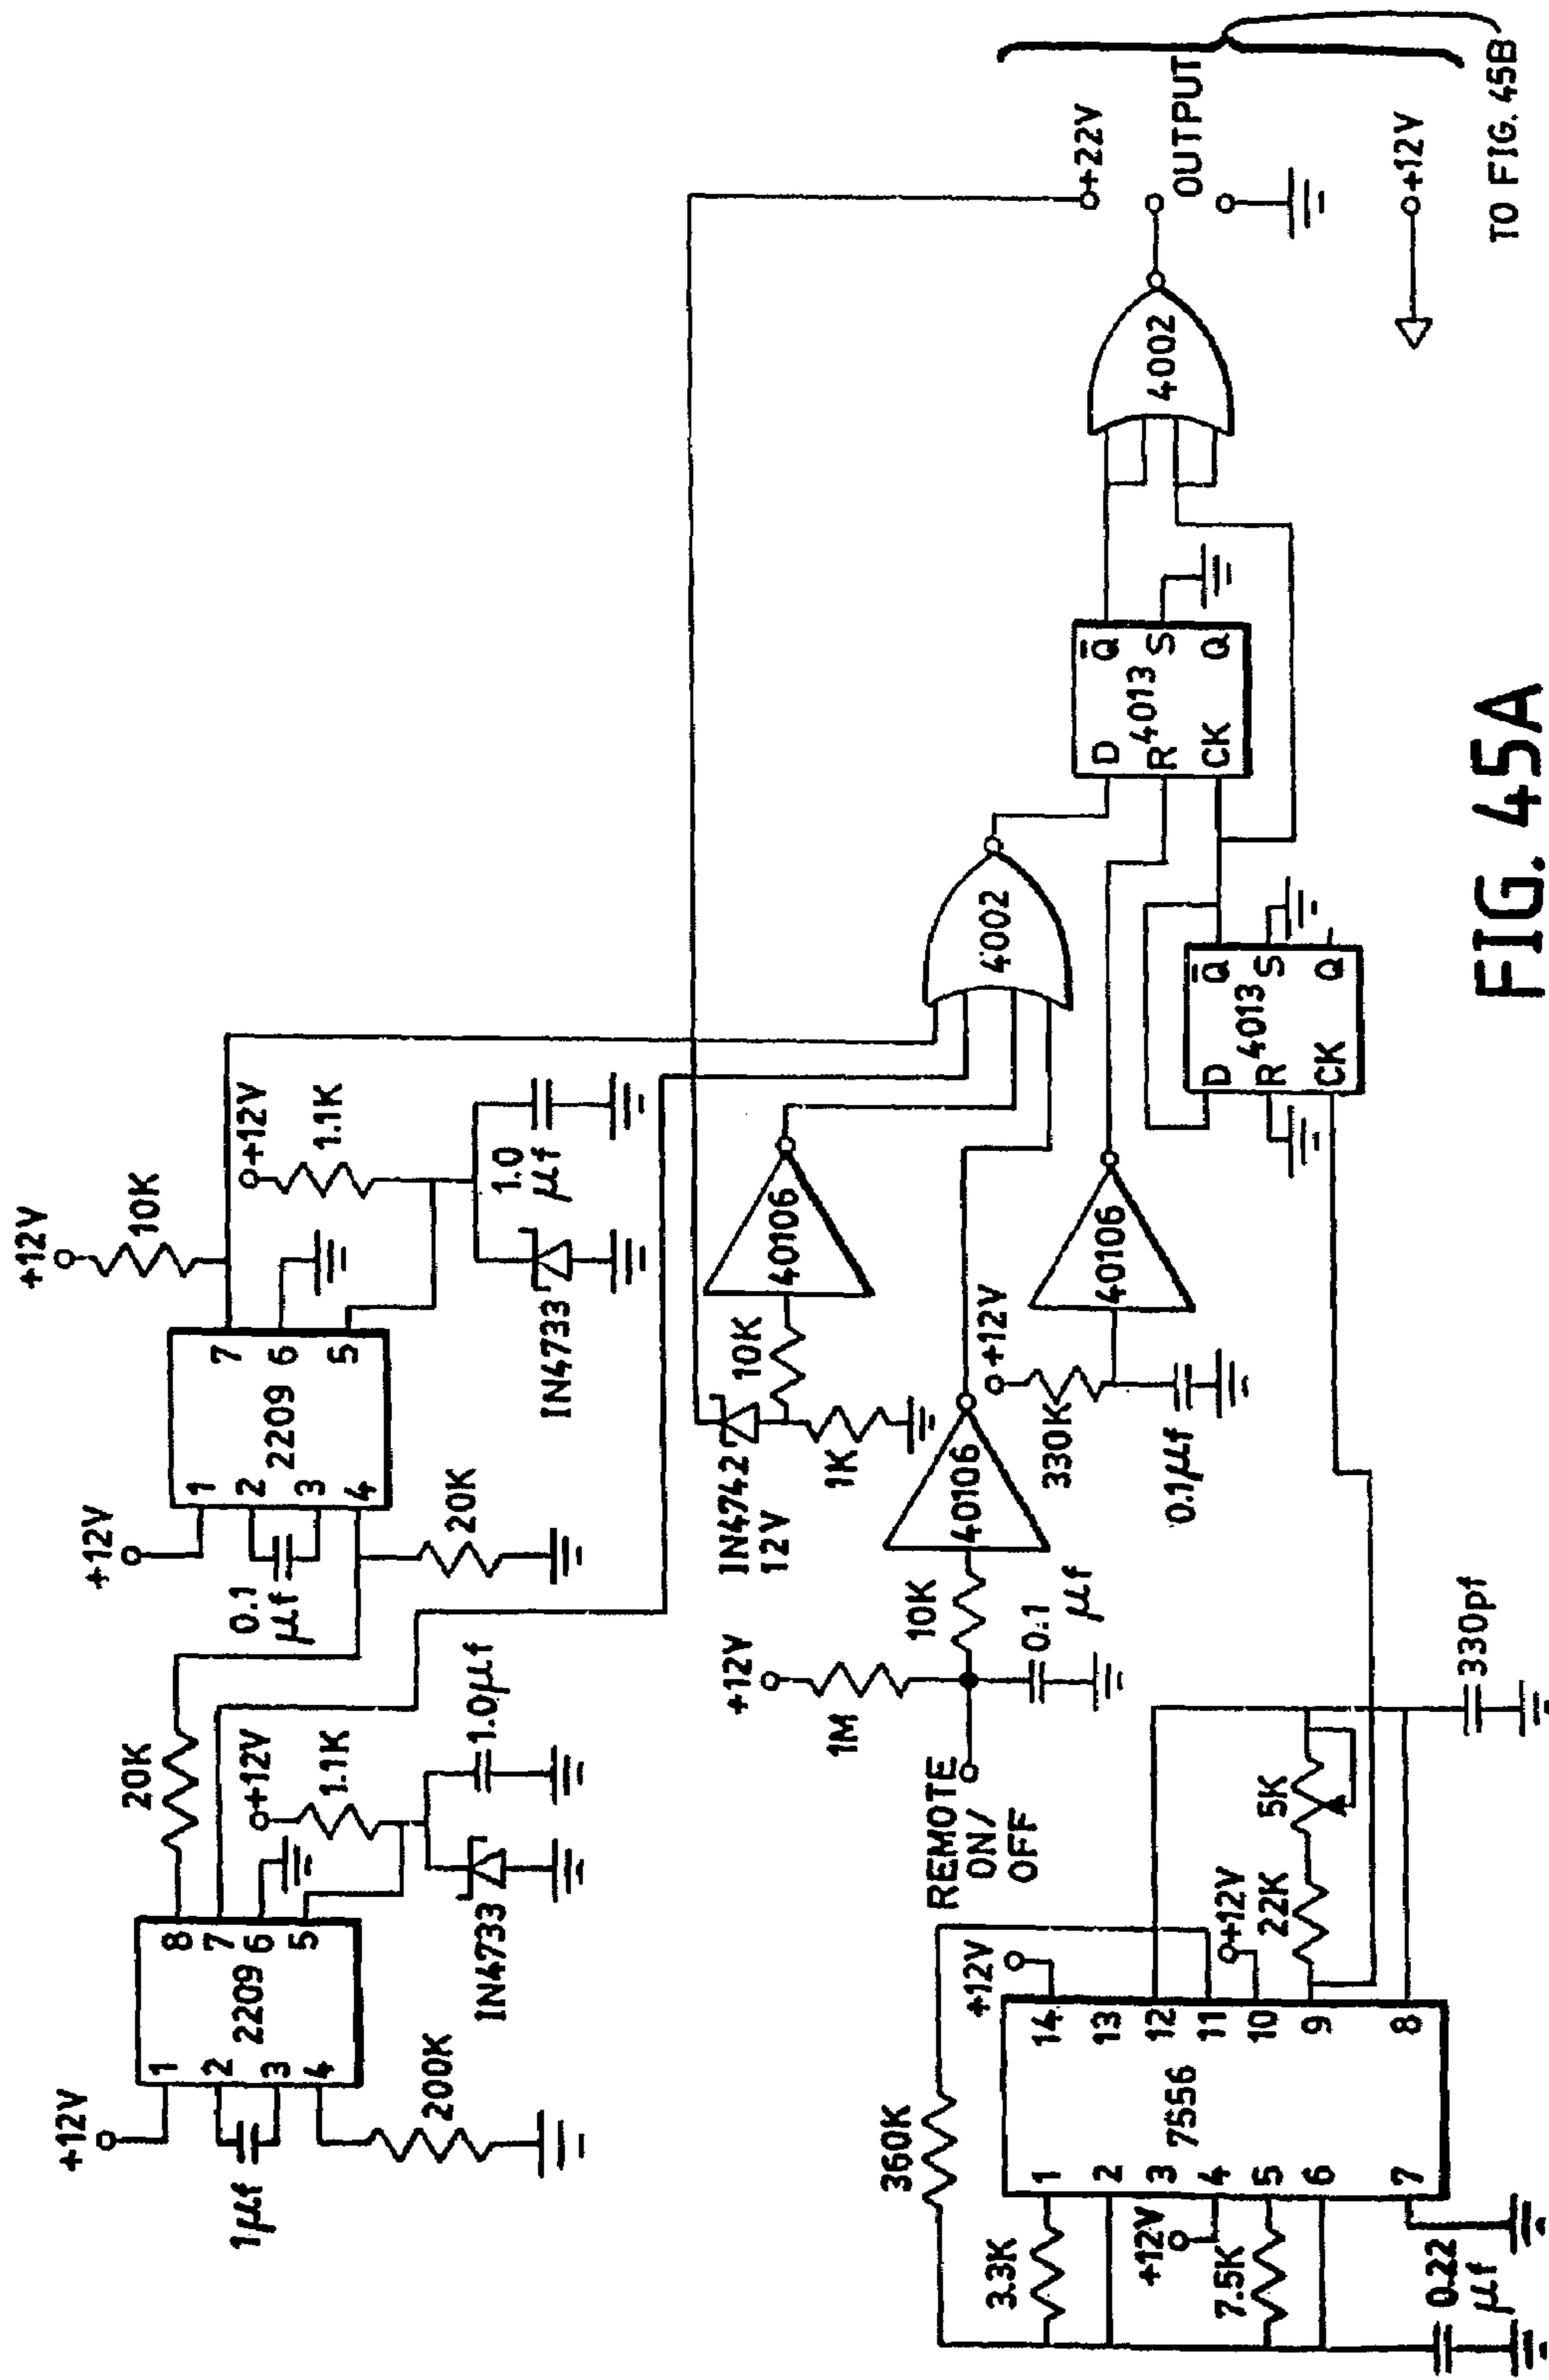 +12V
1µf
1
2
3
4
2209
8
7
6
5
200K
20K
+12V
1.1K
1.0µf
IN4733
+12V
0.1
µf
1
2
3
4
2209
7
6
5
20K
+12V
10K
+12V
1.1K
1.0
µf
IN4733
IN4742
12V
10K
1K
40106
+12V
1M
REMOTE
ON/
OFF
10K
0.1
µf
40106
+12V
330K
0.1µf
40106
4002
360K
3.3K
+12V
7.5K
0.22
µf
1
2
3
4
5
6
7
7556
14
13
12
11
10
9
8
+12V
+12V
22K
5K
330pf
D
R
CK
4013
Q̅
S
Q
D
R
CK
4013
Q̅
S
Q
4002
+22V
OUTPUT
+12V
TO FIG. 45B
FIG. 45A